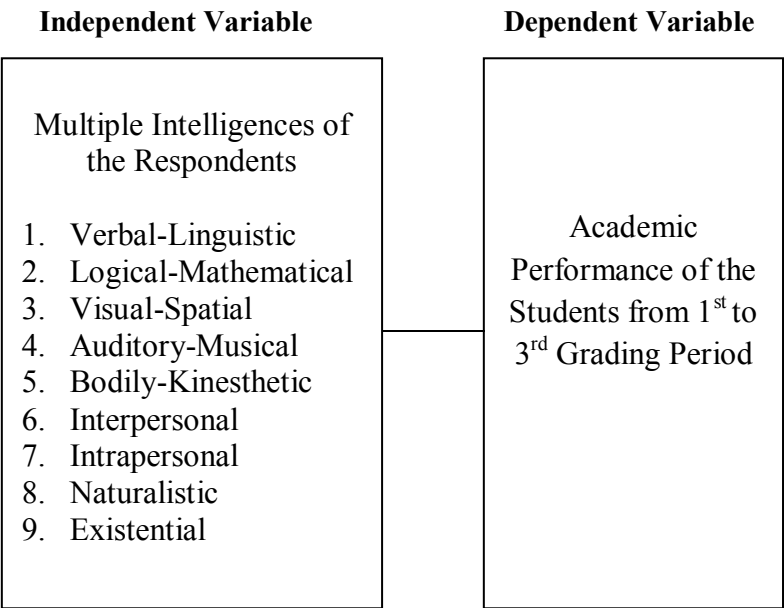 Independent Variable
Multiple Intelligences of
the Respondents
1. Verbal-Linguistic
2. Logical-Mathematical
3. Visual-Spatial
4. Auditory-Musical
5. Bodily-Kinesthetic
6. Interpersonal
7. Intrapersonal
8. Naturalistic
9. Existential
Dependent Variable
Academic
Performance of the
Students from 1st to
3rd Grading Period